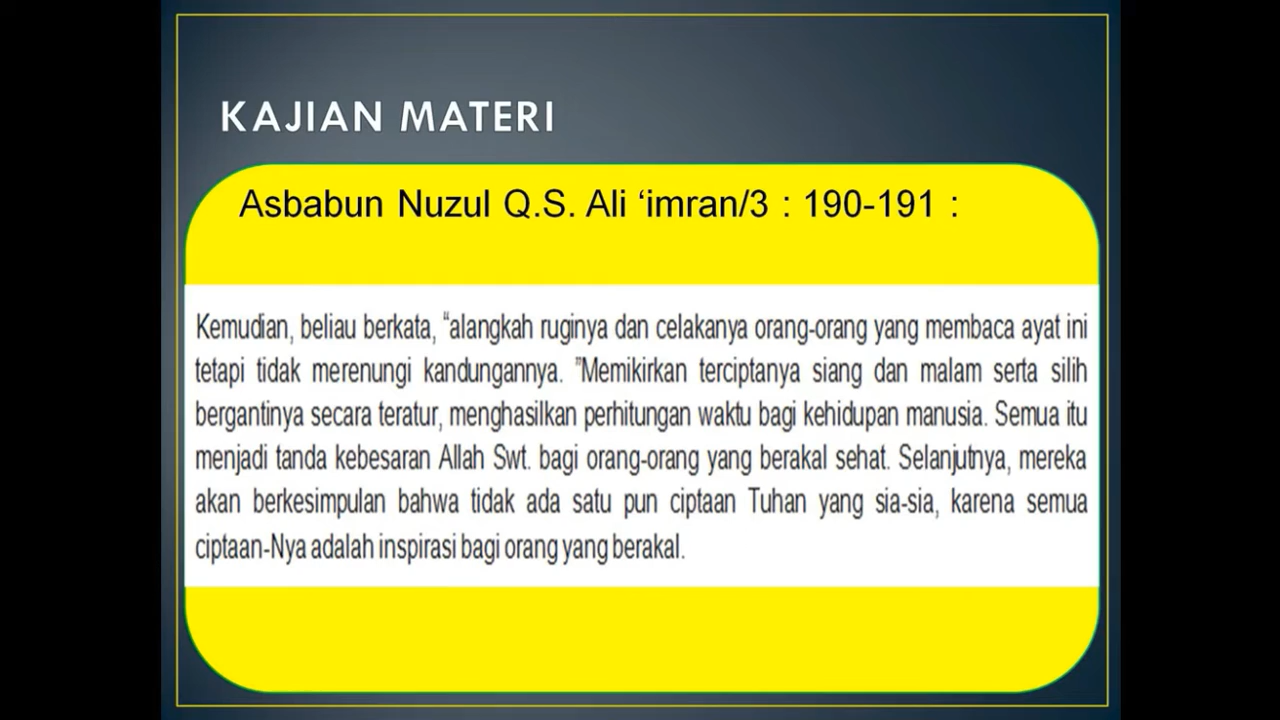 KAJIAN MATERI
Asbabun Nuzul Q.S. Ali ‘imran/3 : 190-191 :
Kemudian, beliau berkata, “alangkah ruginya dan celakanya orang-orang yang membaca ayat ini
tetapi tidak merenungi kandungannya. ”Memikirkan terciptanya siang dan malam serta silih
bergantinya secara teratur, menghasilkan perhitungan waktu bagi kehidupan manusia. Semua itu
menjadi tanda kebesaran Allah Swt. bagi orang-orang yang berakal sehat. Selanjutnya, mereka
akan berkesimpulan bahwa tidak ada satu pun ciptaan Tuhan yang sia-sia, karena semua
ciptaan-Nya adalah inspirasi bagi orang yang berakal.